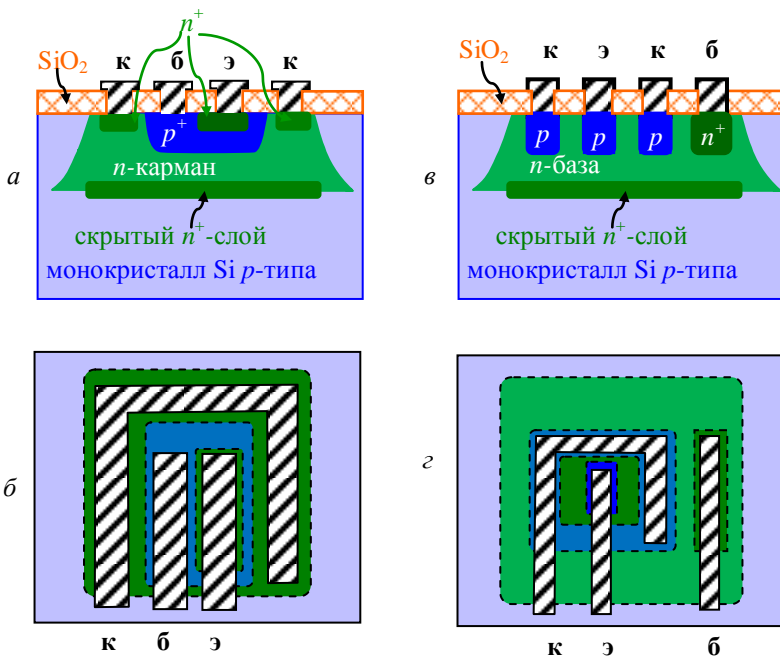 n⁺
SiO₂
к б э к
p⁺
n-карман
а
скрытый n⁺-слой
монокристалл Si p-типа
SiO₂
к э к б
p p p n⁺
n-база
в
скрытый n⁺-слой
монокристалл Si p-типа
б
к б э
г
к э б